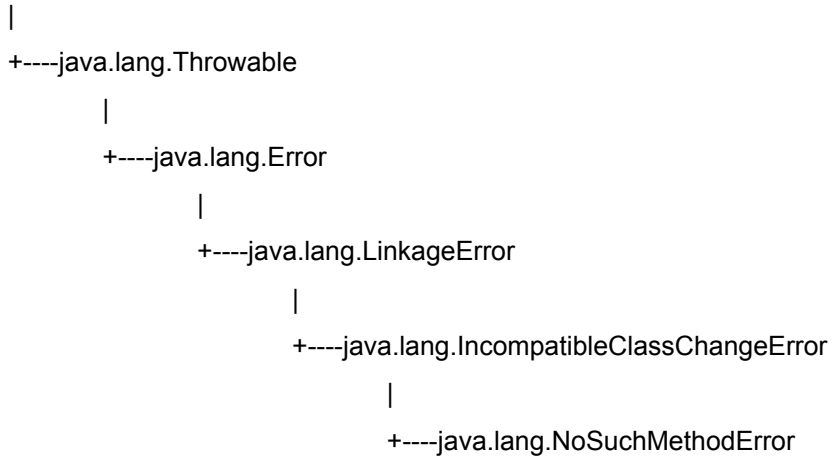 |
+----java.lang.Throwable
|
+----java.lang.Error
|
+----java.lang.LinkageError
|
+----java.lang.IncompatibleClassChangeError
|
+----java.lang.NoSuchMethodError